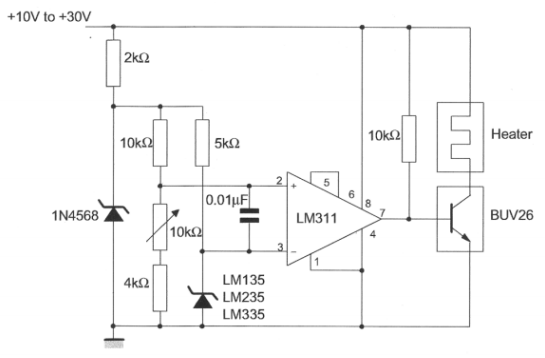 +10V to +30V
2kΩ
10kΩ
5kΩ
10kΩ
Heater
2
+
5
6
8
0.01µF
1N4568
10kΩ
LM311
7
BUV26
4
3
−
1
4kΩ
LM135
LM235
LM335